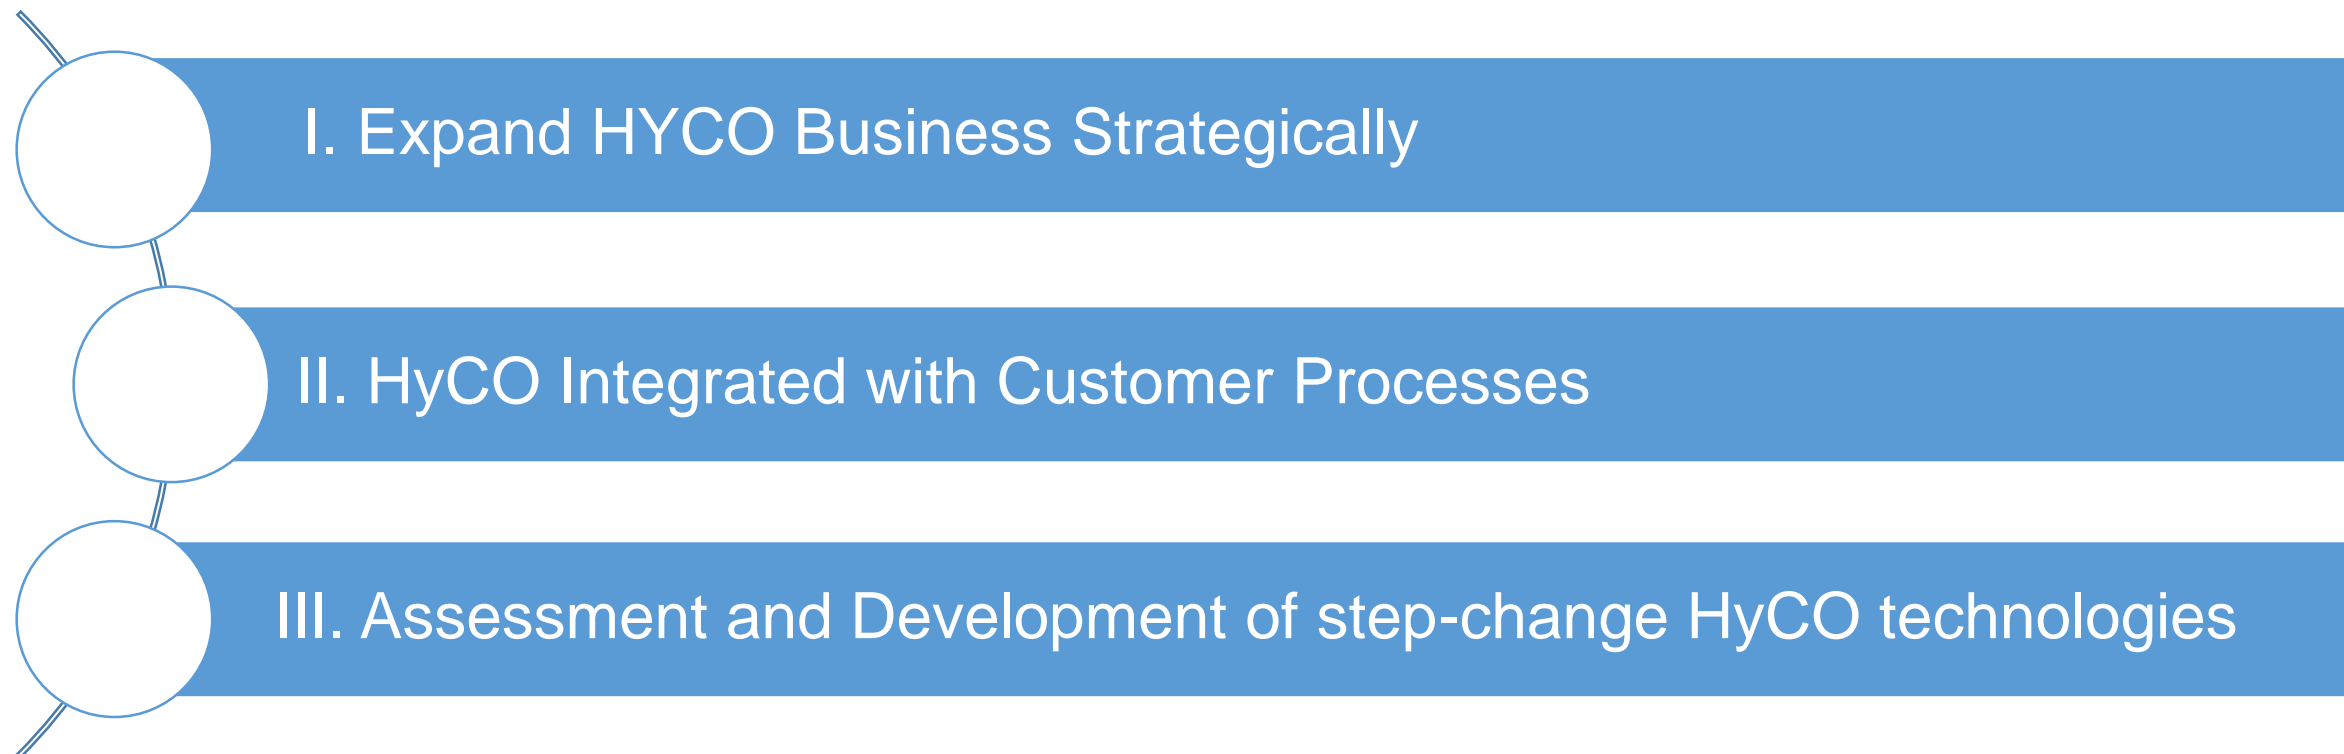 I. Expand HYCO Business Strategically
II. HyCO Integrated with Customer Processes
III. Assessment and Development of step-change HyCO technologies